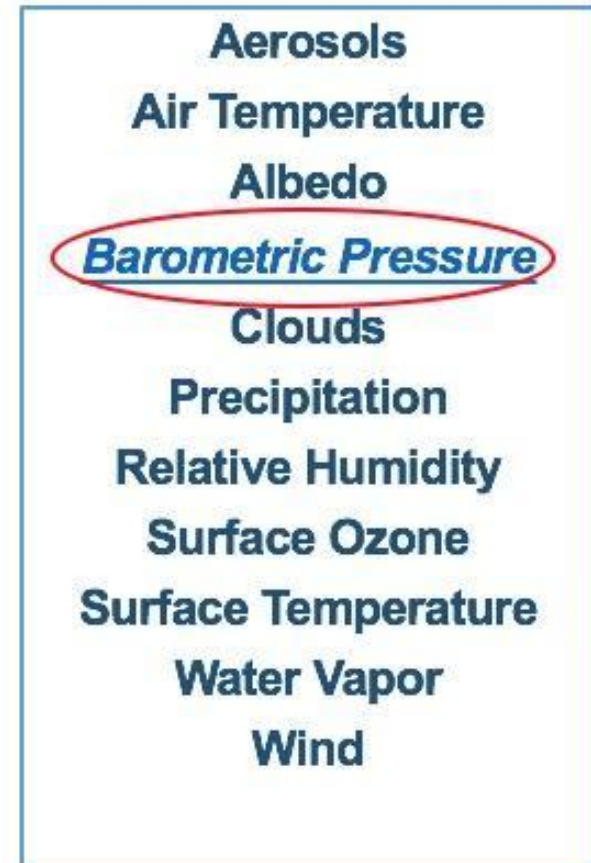 Aerosols
Air Temperature
Albedo
Barometric Pressure
Clouds
Precipitation
Relative Humidity
Surface Ozone
Surface Temperature
Water Vapor
Wind